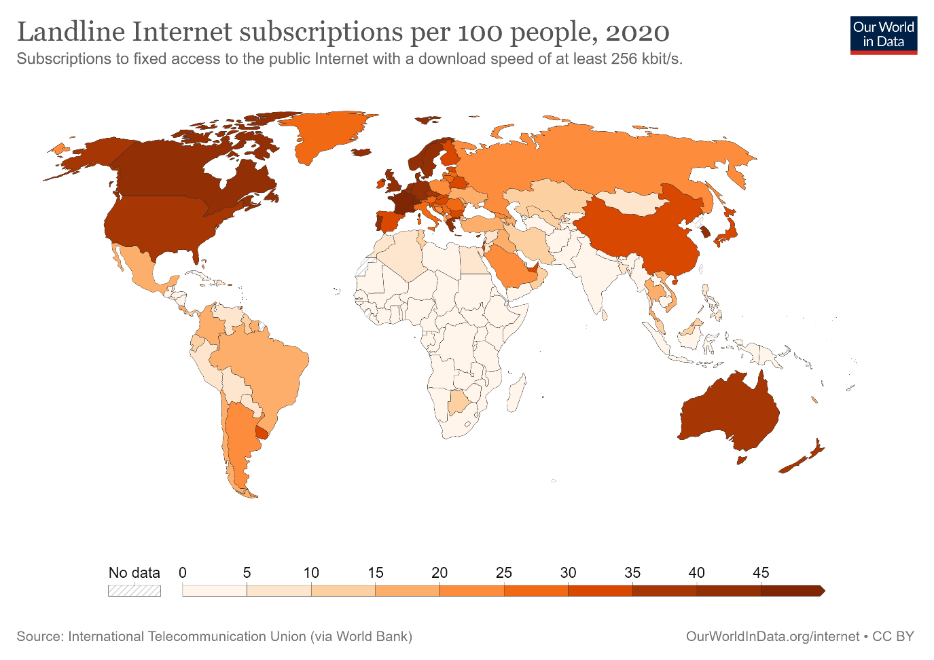 Landline Internet subscriptions per 100 people, 2020
Subscriptions to fixed access to the public Internet with a download speed of at least 256 kbit/s.
Our World
in Data
No data 0 5 10 15 20 25 30 35 40 45
Source: International Telecommunication Union (via World Bank)
OurWorldInData.org/internet • CC BY